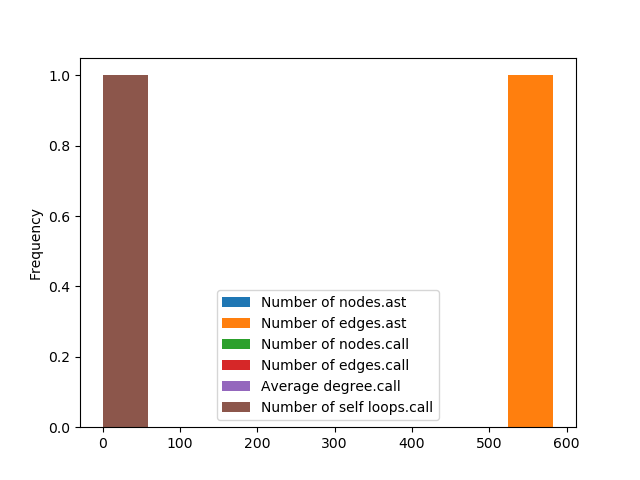 1.0
0.8
0.6
0.4
0.2
0.0
Frequency
Number of nodes.ast
Number of edges.ast
Number of nodes.call
Number of edges.call
Average degree.call
Number of self loops.call
0 100 200 300 400 500 600